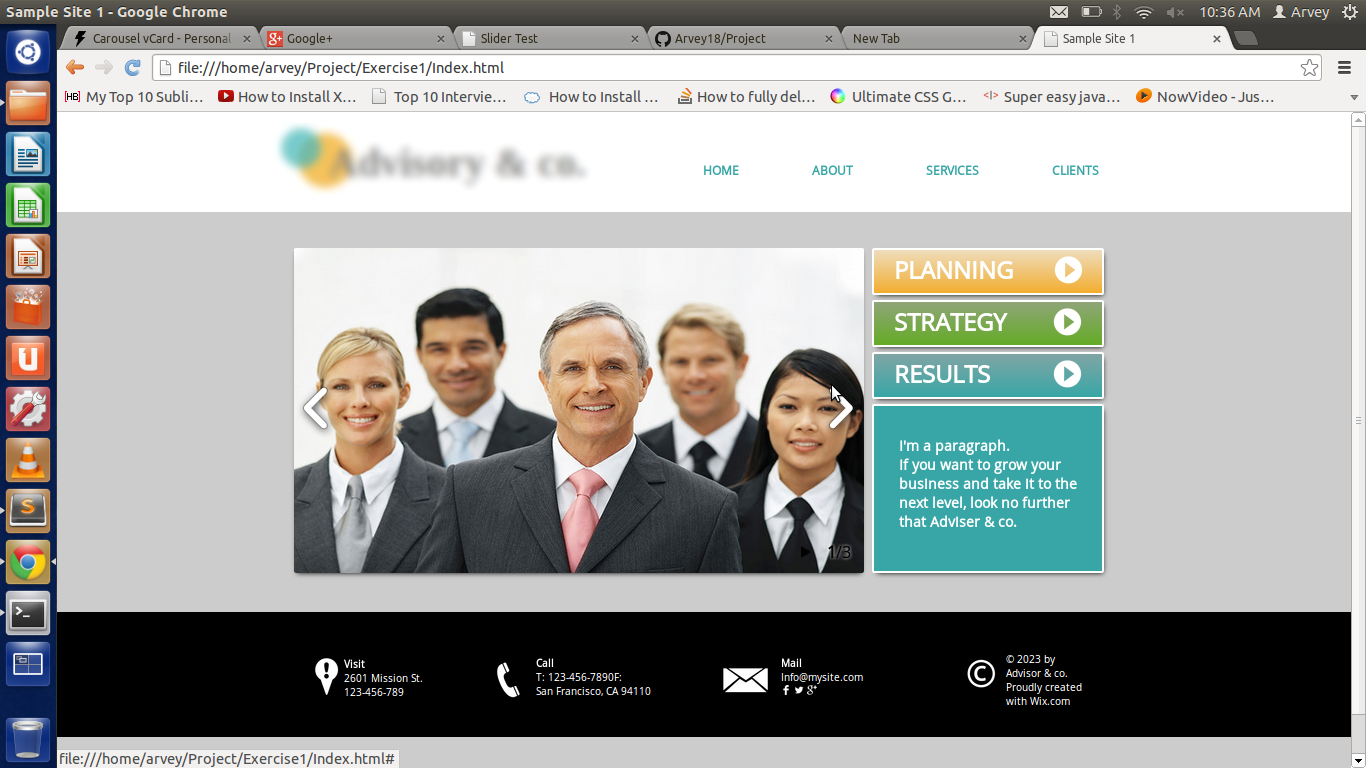 Sample Site 1 - Google Chrome
10:36 AM Arvey
Carousel vCard - Personal
Google+
Slider Test
Arvey18/Project
New Tab
Sample Site 1
file:///home/arvey/Project/Exercise1/Index.html
My Top 10 Subli...
How to Install X...
Top 10 Intervie...
How to Install ...
How to fully del...
Ultimate CSS G...
Super easy java...
NowVideo - Jus...
Advisory & co.
HOME
ABOUT
SERVICES
CLIENTS
PLANNING
STRATEGY
RESULTS
I'm a paragraph.
If you want to grow your
business and take it to the
next level, look no further
that Adviser & co.
1/3
Visit
2601 Mission St.
123-456-789
Call
T: 123-456-7890F:
San Francisco, CA 94110
Mail
Info@mysite.com
© 2023 by
Advisor & co.
Proudly created
with Wix.com
file:///home/arvey/Project/Exercise1/Index.html#